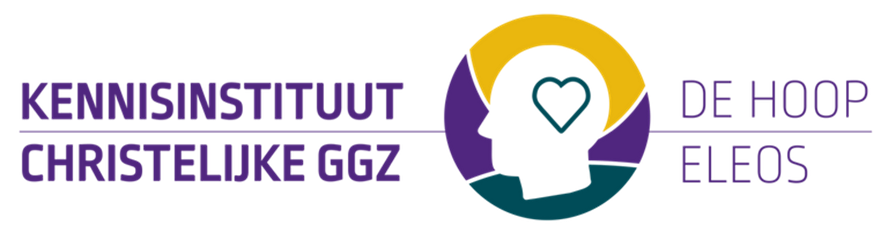 KENNISINSTITUUT
CHRISTELIJKE GGZ
DE HOOP
ELEOS